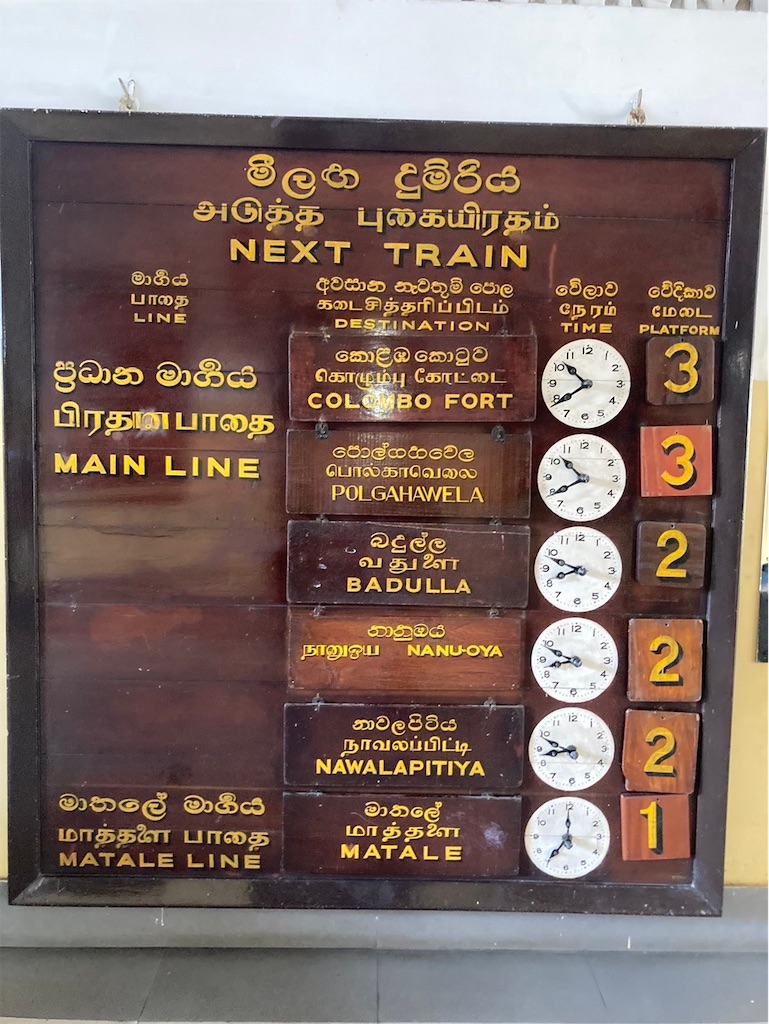 මීලඟ දුම්රිය
அடுத்த புகையிரதம்
NEXT TRAIN
මාර්ගය
பாதை
LINE
අවසාන නැවතුම් පොල
கடைசித்தரிப்பிடம்
DESTINATION
වේලාව
நேரம்
TIME
වේදිකාව
மேடை
PLATFORM
ප්‍රධාන මාර්ගය
பிரதான பாதை
MAIN LINE
කොළඹ කොටුව
கொழும்பு கோட்டை
COLOMBO FORT
3
පොල්ගහවෙල
பொல்காவெலை
POLGAHAWELA
3
බදුල්ල
வதுளை
BADULLA
2
නානුඔය
நானுஒயா NANU-OYA
2
නාවලපිටිය
நாவலப்பிட்டி
NAWALAPITIYA
2
මාතලේ මාර්ගය
மாத்தளை பாதை
MATALE LINE
මාතලේ
மாத்தளை
MATALE
1